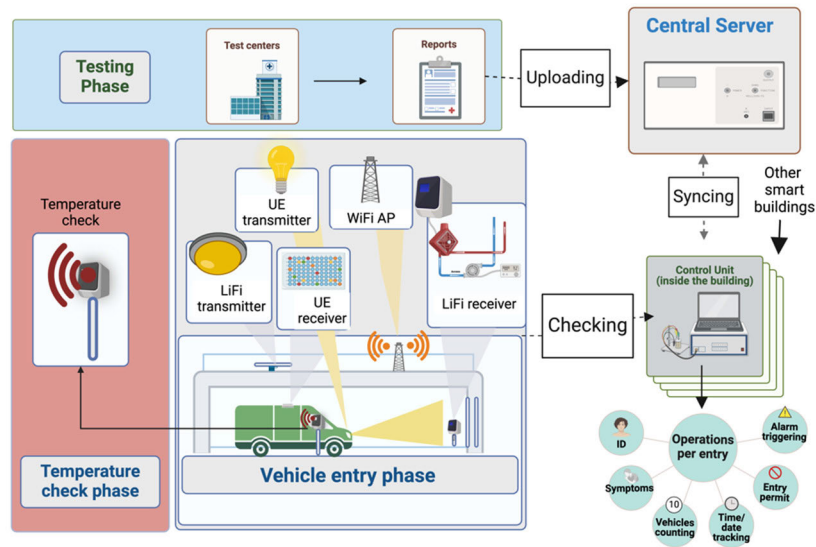 Testing
Phase
Test centers
Reports
Uploading
Central Server
Temperature
check
UE
transmitter
WiFi AP
LiFi
transmitter
UE
receiver
LiFi receiver
Syncing
Other
smart
buildings
Checking
Control Unit
(inside the building)
Temperature
check phase
Vehicle entry phase
Operations
per entry
ID
Symptoms
10
Vehicles
counting
Time/
date
tracking
Entry
permit
Alarm
triggering